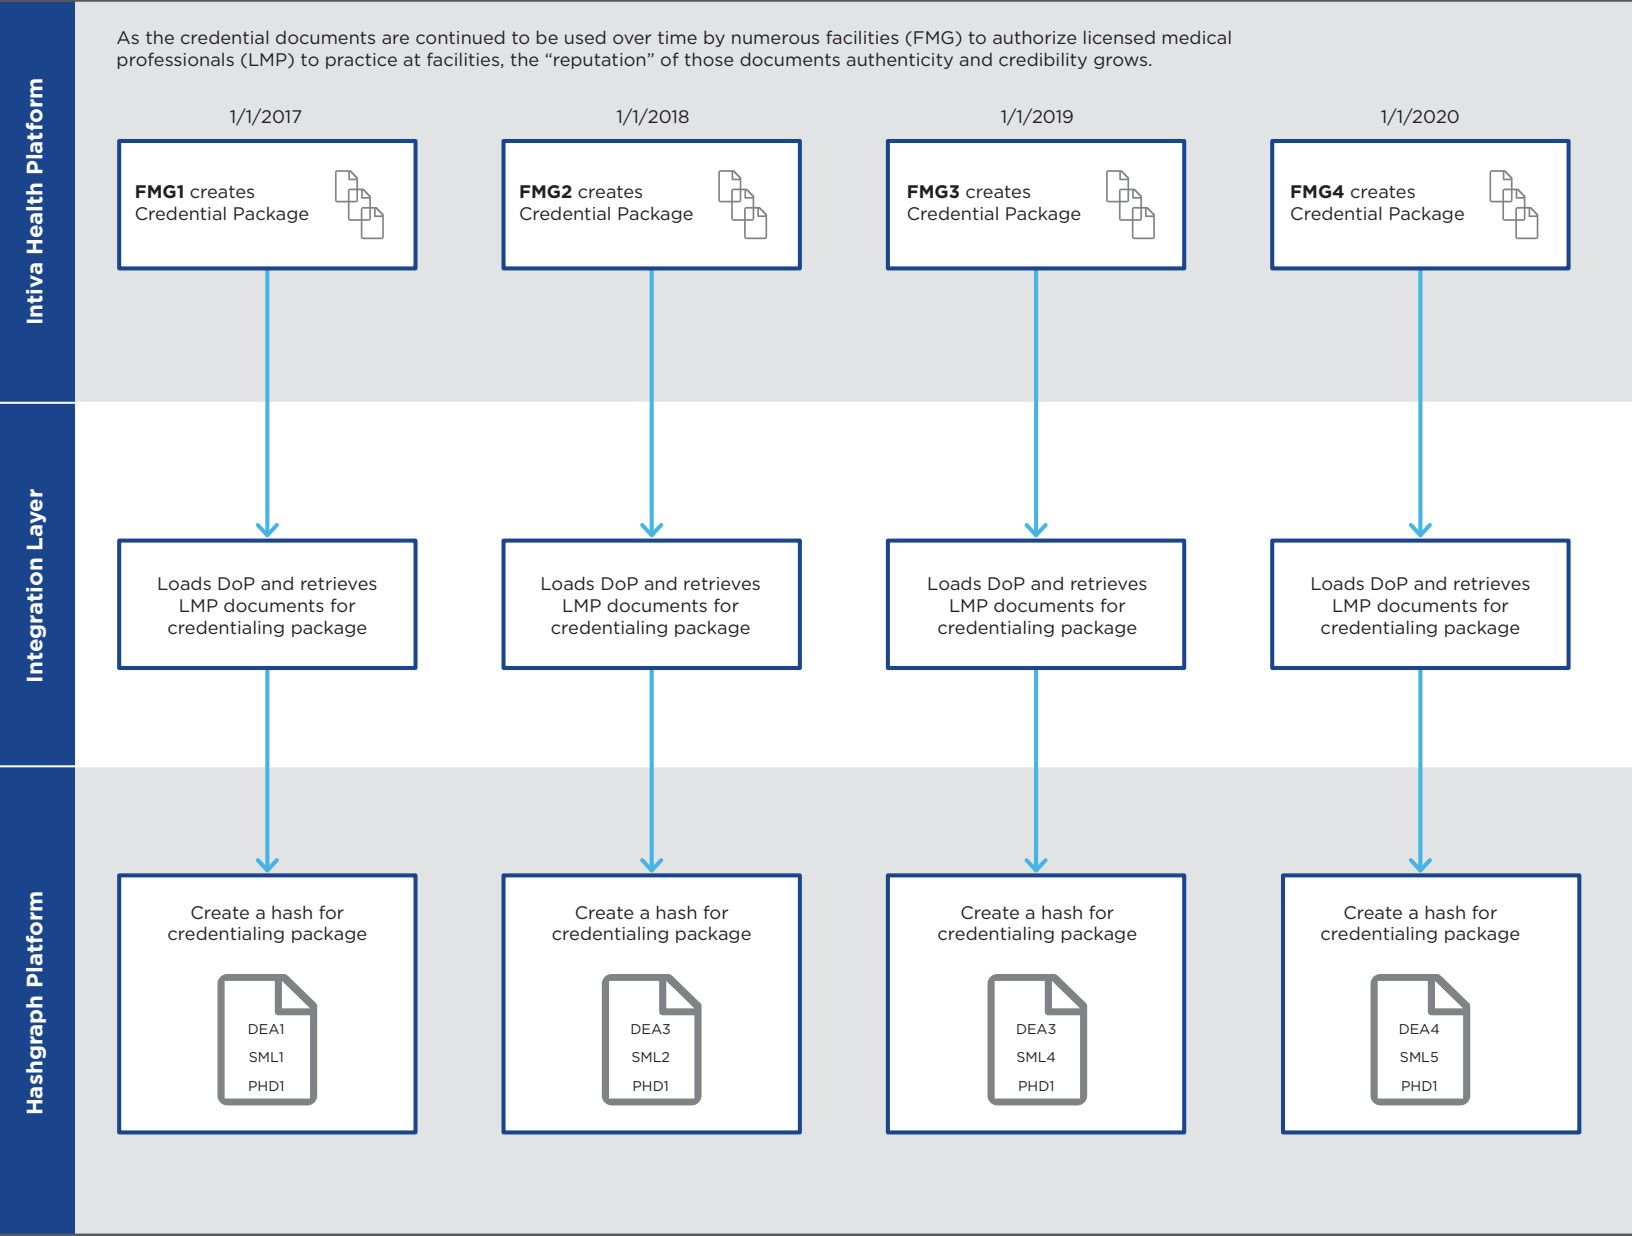 As the credential documents are continued to be used over time by numerous facilities (FMG) to authorize licensed medical
professionals (LMP) to practice at facilities, the “reputation” of those documents authenticity and credibility grows.
Intiva Health Platform
1/1/2017
1/1/2018
1/1/2019
1/1/2020
FMG1 creates
Credential Package
FMG2 creates
Credential Package
FMG3 creates
Credential Package
FMG4 creates
Credential Package
Integration Layer
Loads DoP and retrieves
LMP documents for
credentialing package
Loads DoP and retrieves
LMP documents for
credentialing package
Loads DoP and retrieves
LMP documents for
credentialing package
Loads DoP and retrieves
LMP documents for
credentialing package
Hashgraph Platform
Create a hash for
credentialing package
DEA1
SML1
PHD1
Create a hash for
credentialing package
DEA3
SML2
PHD1
Create a hash for
credentialing package
DEA3
SML4
PHD1
Create a hash for
credentialing package
DEA4
SML5
PHD1